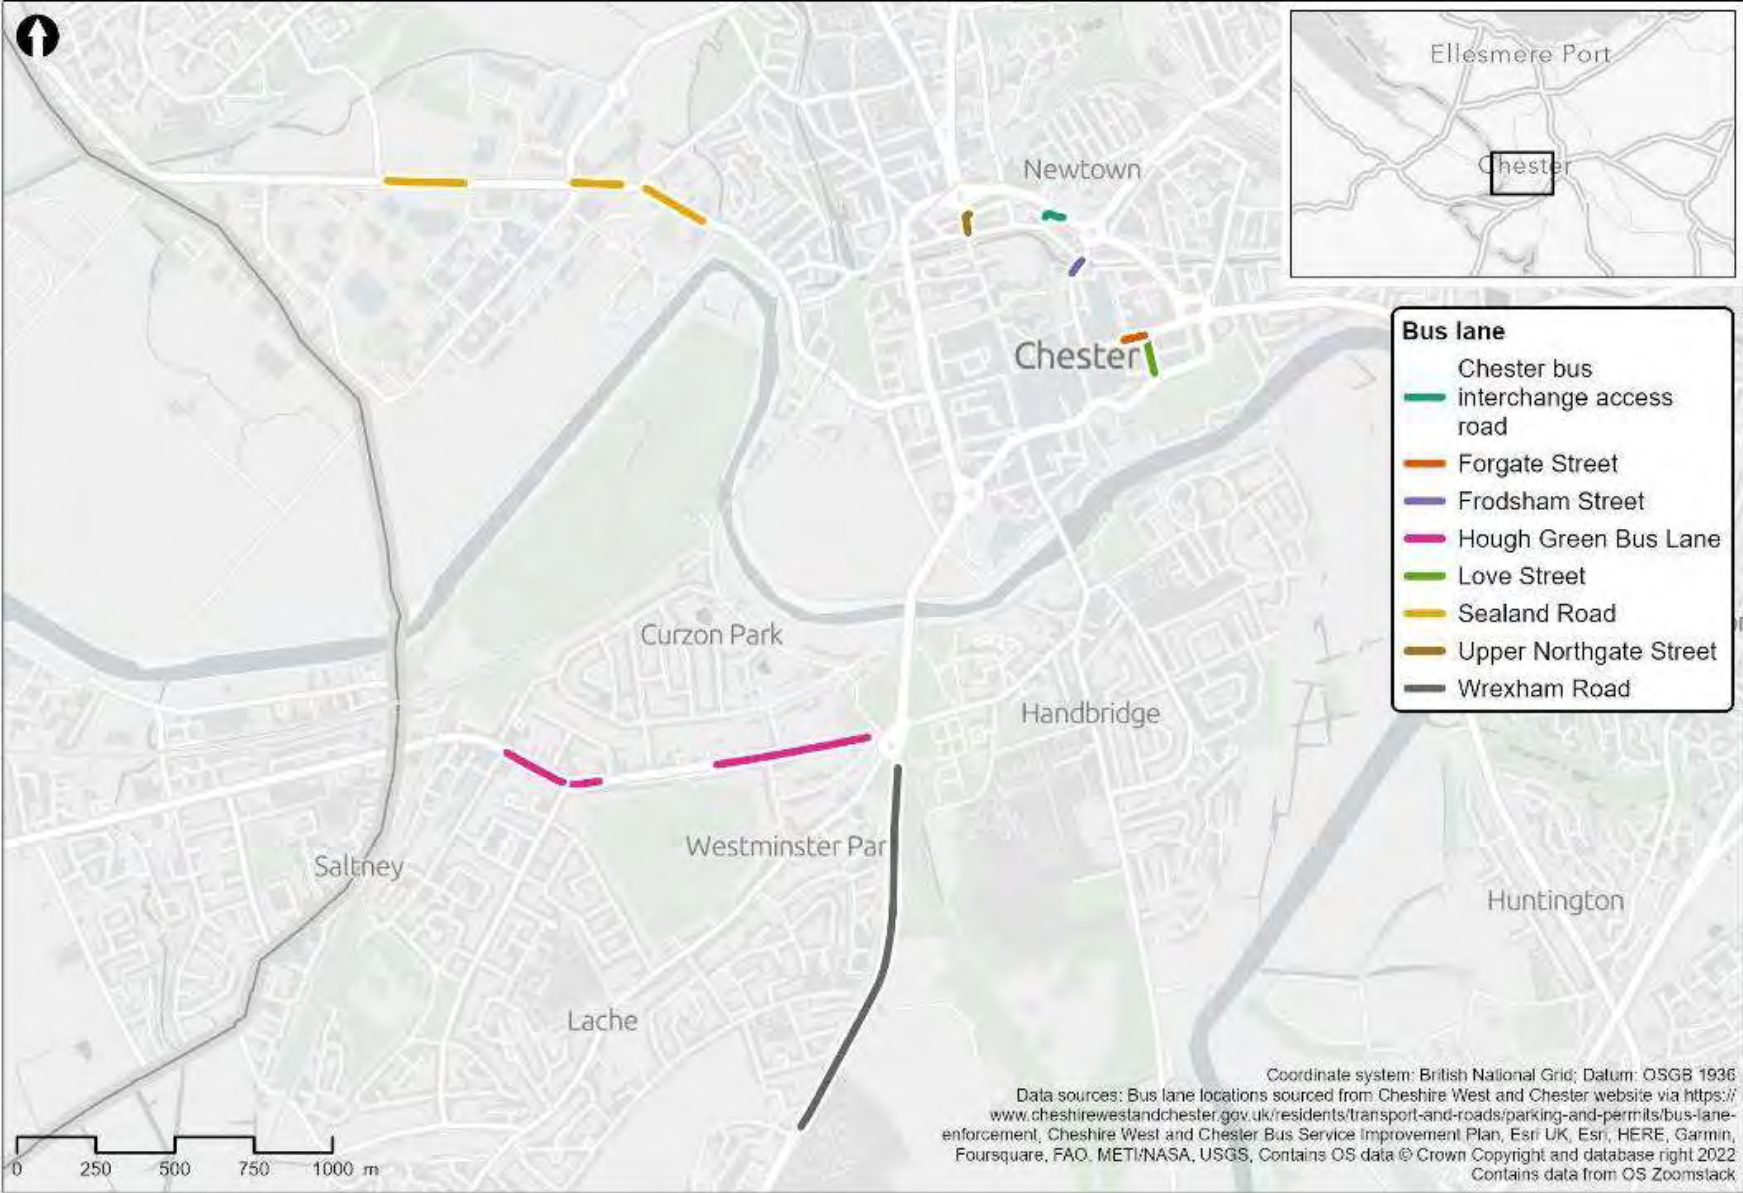 Ellesmere Port
Chester
Newtown
Chester
Curzon Park
Handbridge
Westminster Par
Saltney
Lache
Huntington
Bus lane
Chester bus
interchange access
road
Forgate Street
Frodsham Street
Hough Green Bus Lane
Love Street
Sealand Road
Upper Northgate Street
Wrexham Road
0 250 500 750 1000 m
Coordinate system: British National Grid; Datum: OSGB 1936
Data sources: Bus lane locations sourced from Cheshire West and Chester website via https://
www.cheshirewestandchester.gov.uk/residents/transport-and-roads/parking-and-permits/bus-lane-
enforcement, Cheshire West and Chester Bus Service Improvement Plan, Esri UK, Esri, HERE, Garmin,
Foursquare, FAO, METI/NASA, USGS, Contains OS data © Crown Copyright and database right 2022
Contains data from OS Zoomstack